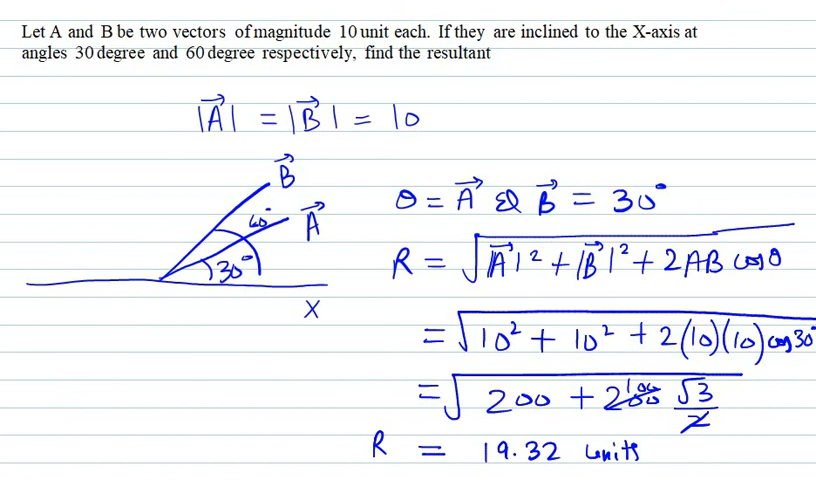 Let A and B be two vectors of magnitude 10 unit each. If they are inclined to the X-axis at
angles 30 degree and 60 degree respectively, find the resultant
|A⃗| = |B⃗| = 10
B⃗
60° A⃗
30°
X
θ = A⃗ & B⃗ = 30°
R = √(|A⃗|² + |B⃗|² + 2AB cosθ)
= √(10² + 10² + 2(10)(10) cos 30°)
= √(200 + 200 100 √3/2)
R = 19.32 units